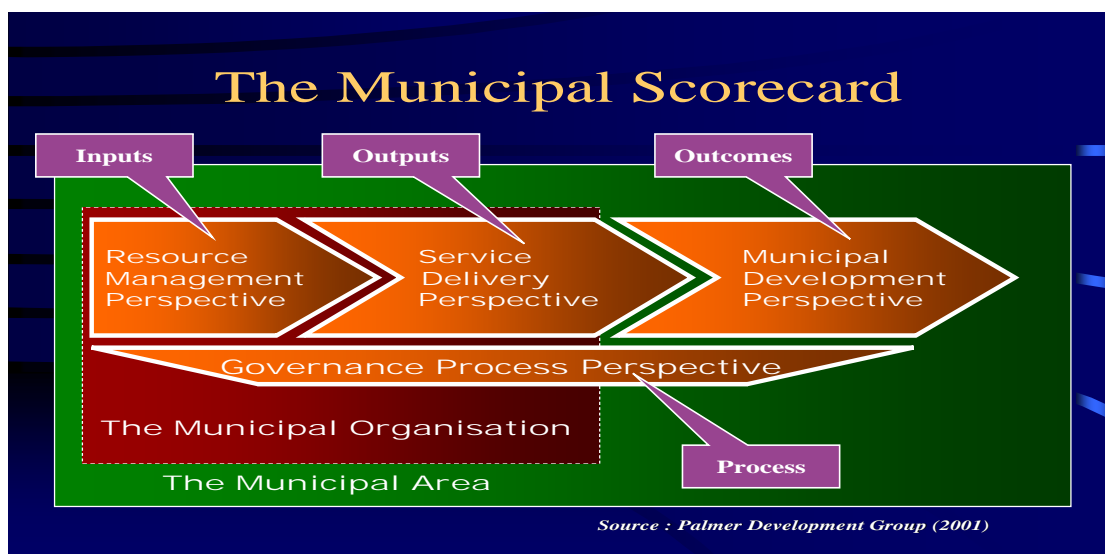 The Municipal Scorecard
Inputs
Outputs
Outcomes
Resource
Management
Perspective
Service
Delivery
Perspective
Municipal
Development
Perspective
Governance Process Perspective
The Municipal Organisation
Process
The Municipal Area
Source : Palmer Development Group (2001)